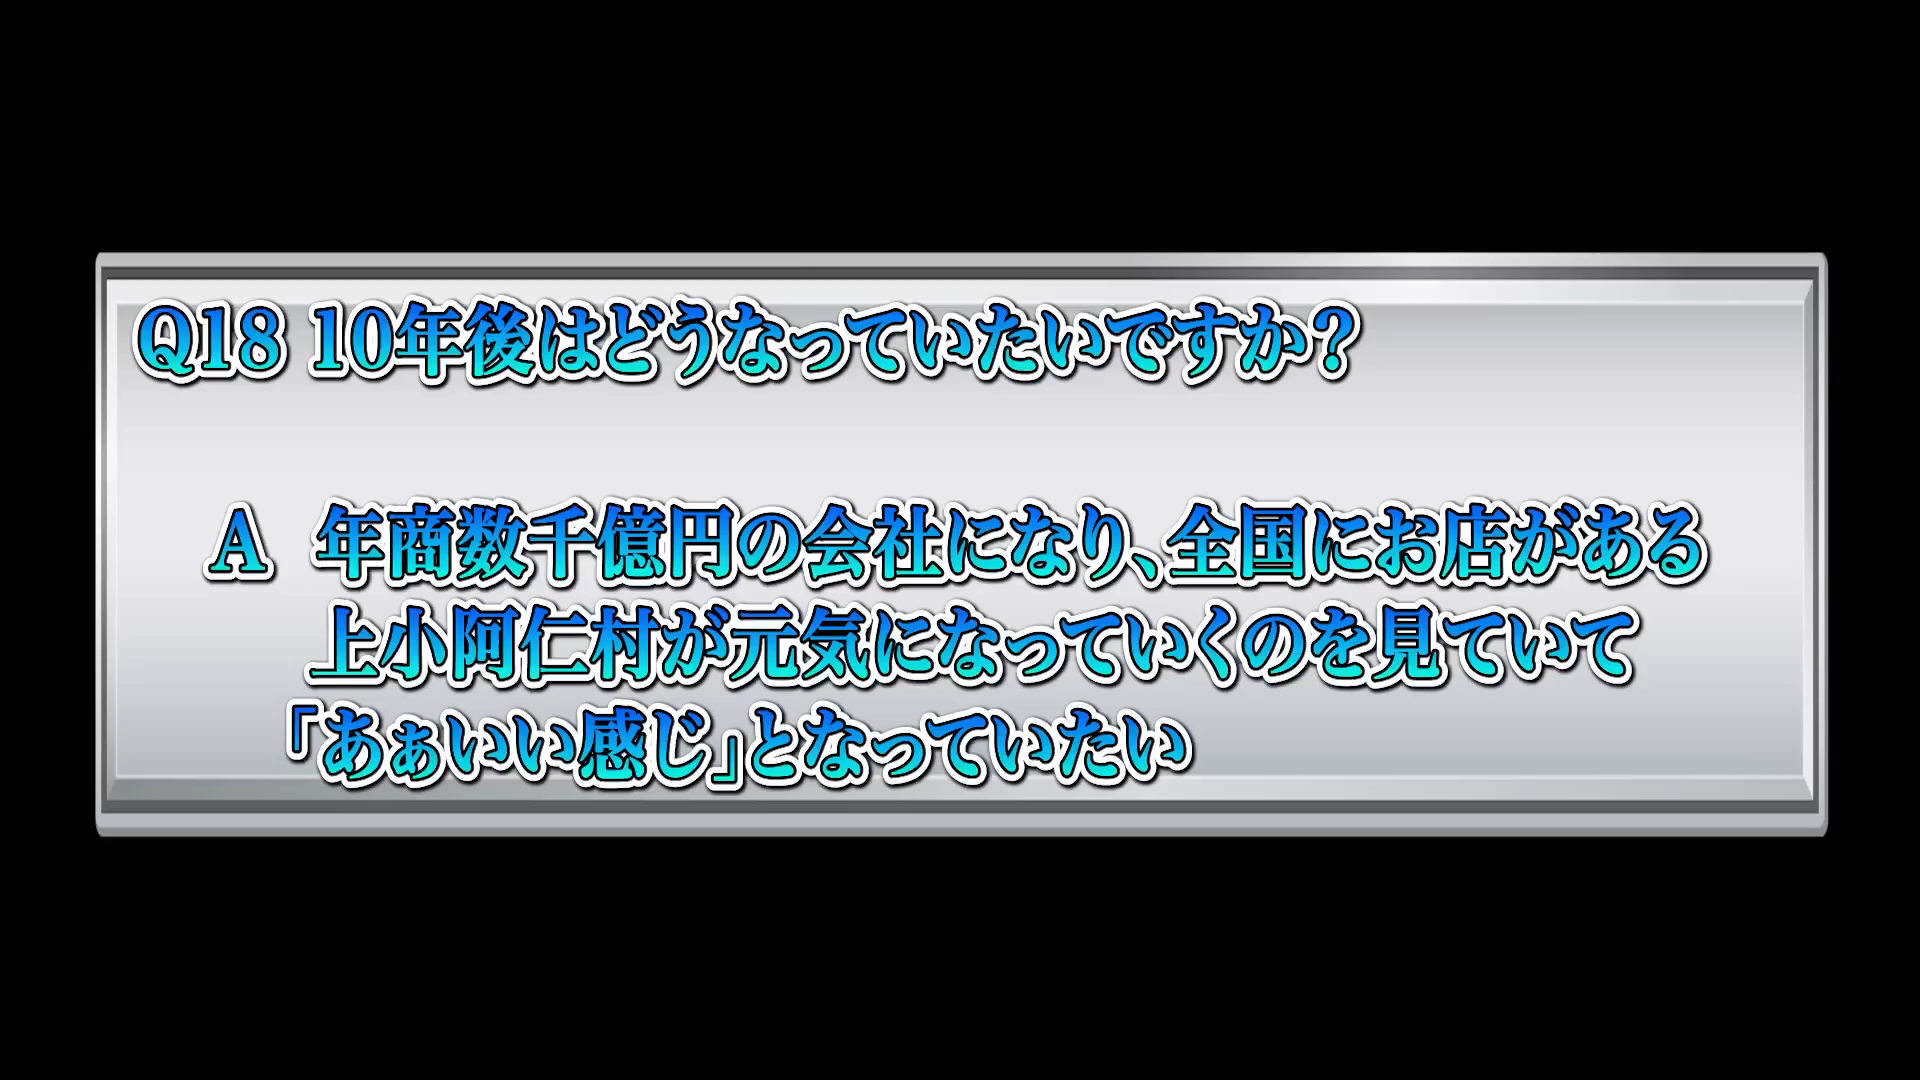 Q18 10年後はどうなっていたいですか?
A 年商数千億円の会社になり、全国にお店がある
上小阿仁村が元気になっていくのを見ていて
「あぁいい感じ」となっていたい